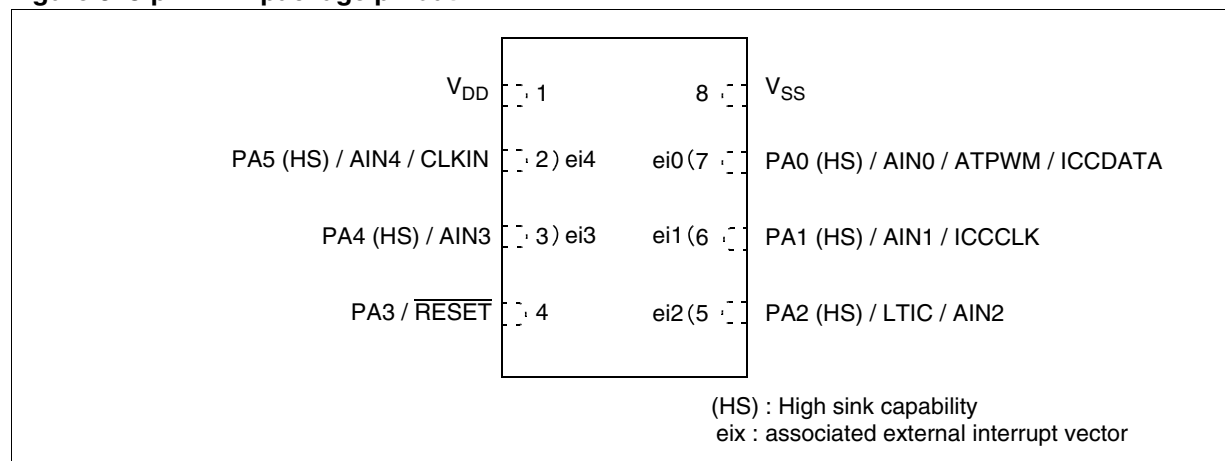 V_DD 1 8 V_SS
PA5 (HS) / AIN4 / CLKIN 2) ei4 ei0 (7 PA0 (HS) / AIN0 / ATPWM / ICCDATA
PA4 (HS) / AIN3 3) ei3 ei1 (6 PA1 (HS) / AIN1 / ICCCLK
PA3 / RESET 4 ei2 (5 PA2 (HS) / LTIC / AIN2
(HS) : High sink capability
eix : associated external interrupt vector